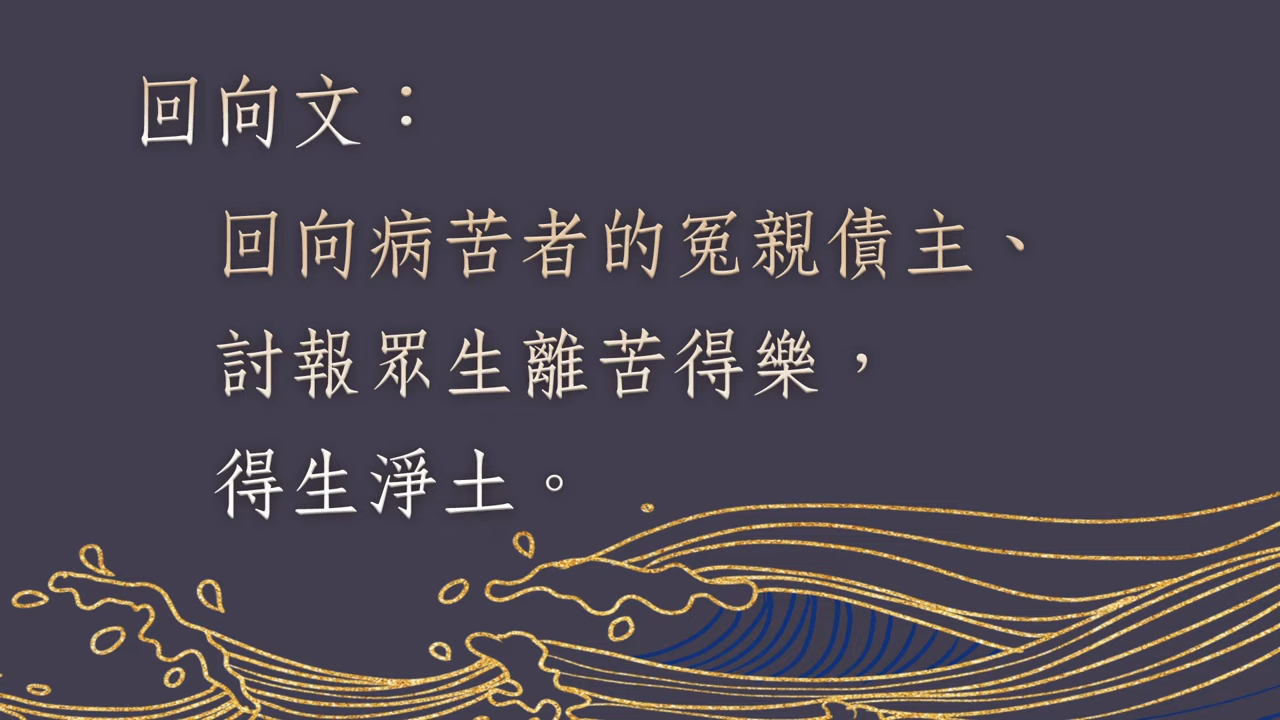 回向文：
回向病苦者的冤親債主、
討報眾生離苦得樂，
得生淨土。